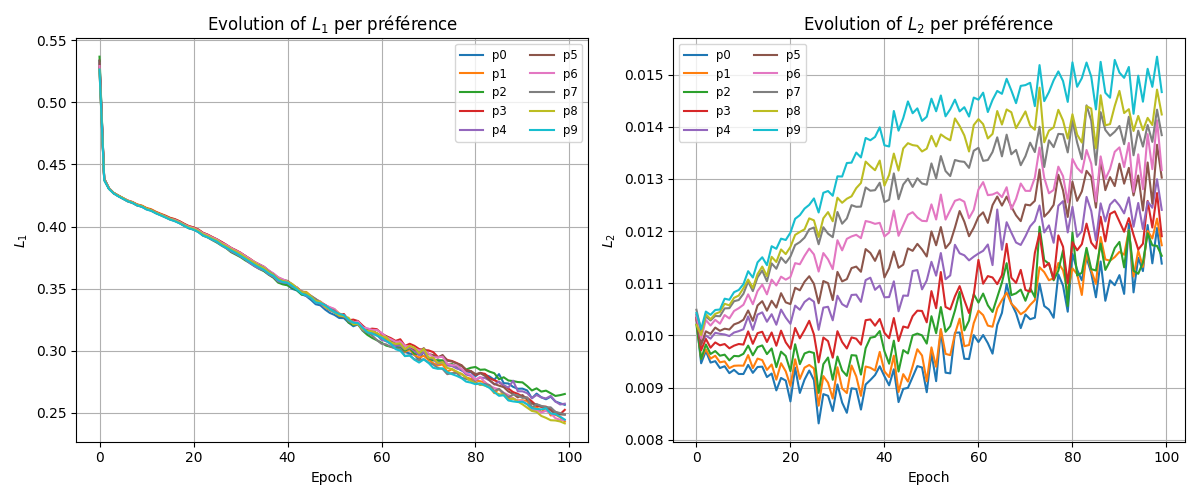 Evolution of L₁ per préférence
0.55
0.50
0.45
0.40
0.35
0.30
0.25
L₁
0
20
40
60
80
100
Epoch
p0
p1
p2
p3
p4
p5
p6
p7
p8
p9
Evolution of L₂ per préférence
0.015
0.014
0.013
0.012
0.011
0.010
0.009
0.008
L₂
0
20
40
60
80
100
Epoch
p0
p1
p2
p3
p4
p5
p6
p7
p8
p9